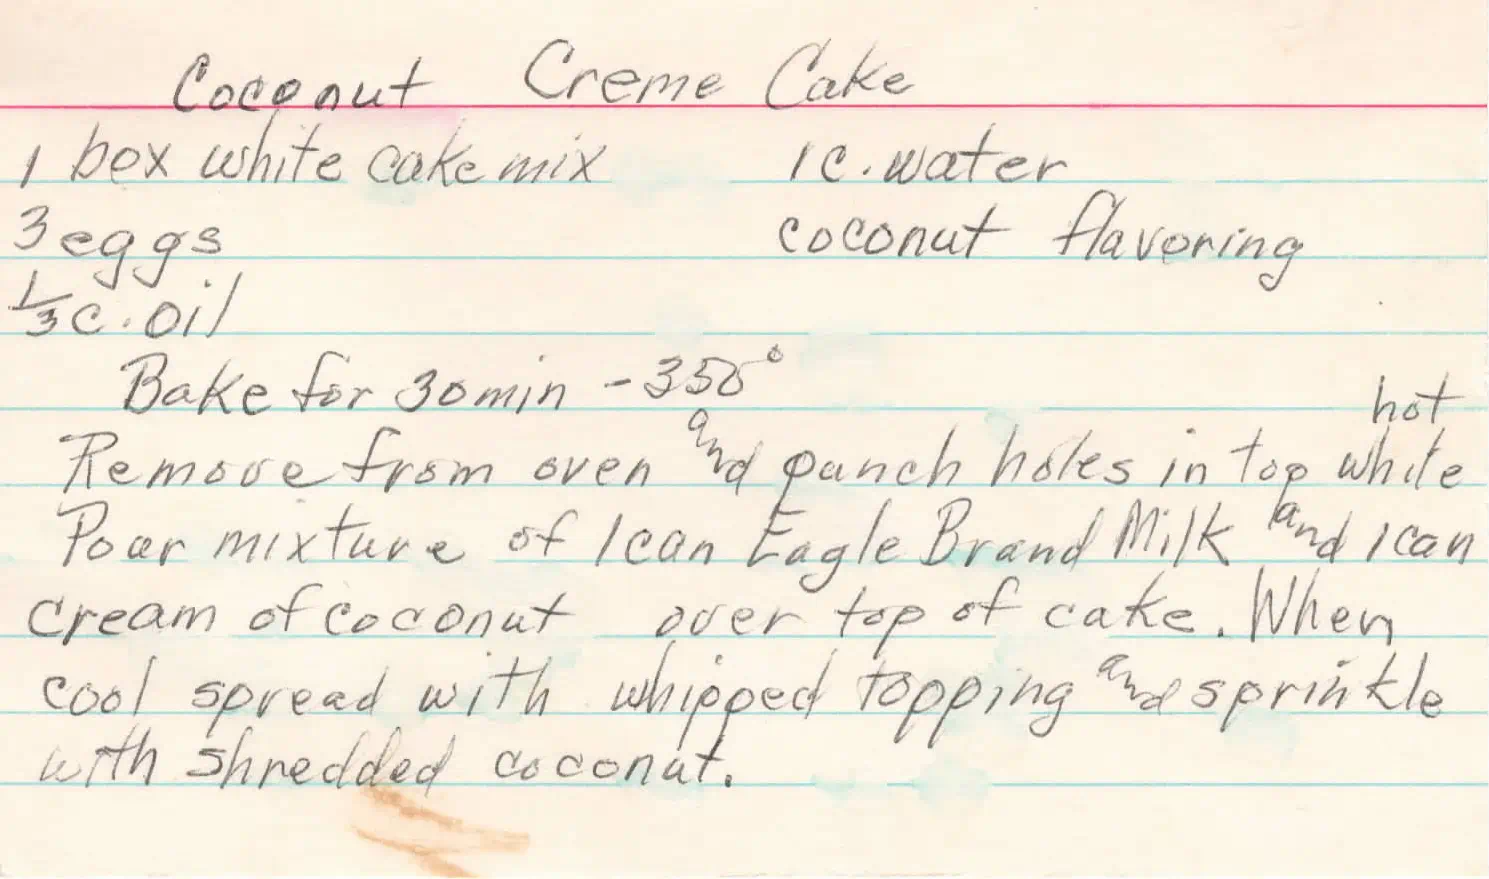 Coconut Creme Cake
1 box white cake mix 1 c. water
3 eggs coconut flavoring
1/3 c. oil
Bake for 30 min - 350°
hot
Remove from oven and punch holes in top while
Pour mixture of 1 can Eagle Brand Milk and 1 can
cream of coconut over top of cake. When
cool spread with whipped topping and sprinkle
with shredded coconut.